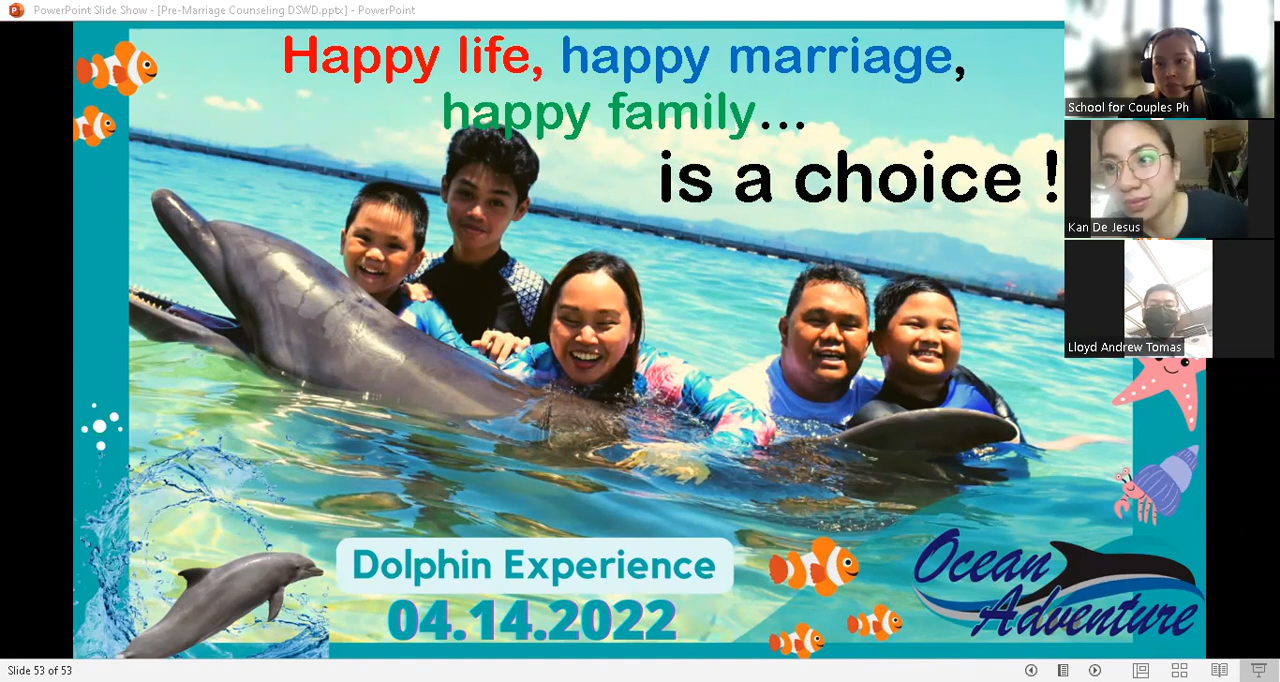 PowerPoint Slide Show - [Pre-Marriage Counseling DSWD.pptx] - PowerPoint
Happy life, happy marriage,
happy family...
is a choice !
School for Couples Ph
Kan De Jesus
Lloyd Andrew Tomas
Dolphin Experience
04.14.2022
Ocean
Adventure
Slide 53 of 53